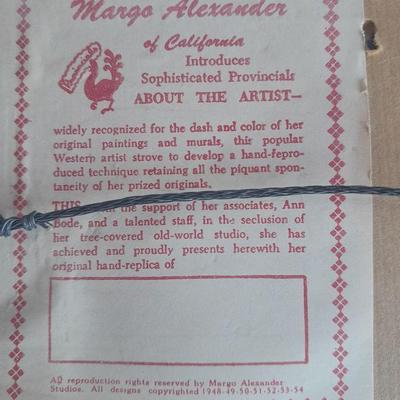 Margo Alexander
of California
Introduces
Sophisticated Provincials
ABOUT THE ARTIST—
widely recognized for the dash and color of her
original paintings and murals, this popular
Western artist strove to develop a hand-fepro-
duced technique retaining all the piquant spon-
taneity of her prized originals.
THIS, the support of her associates, Ann
Bode, and a talented staff, in the seclusion of
her tree-covered old-world studio, she has
achieved and proudly presents herewith her
original hand-replica of
All reproduction rights reserved by Margo Alexander
Studios. All designs copyrighted 1948-49-50-51-52-53-54